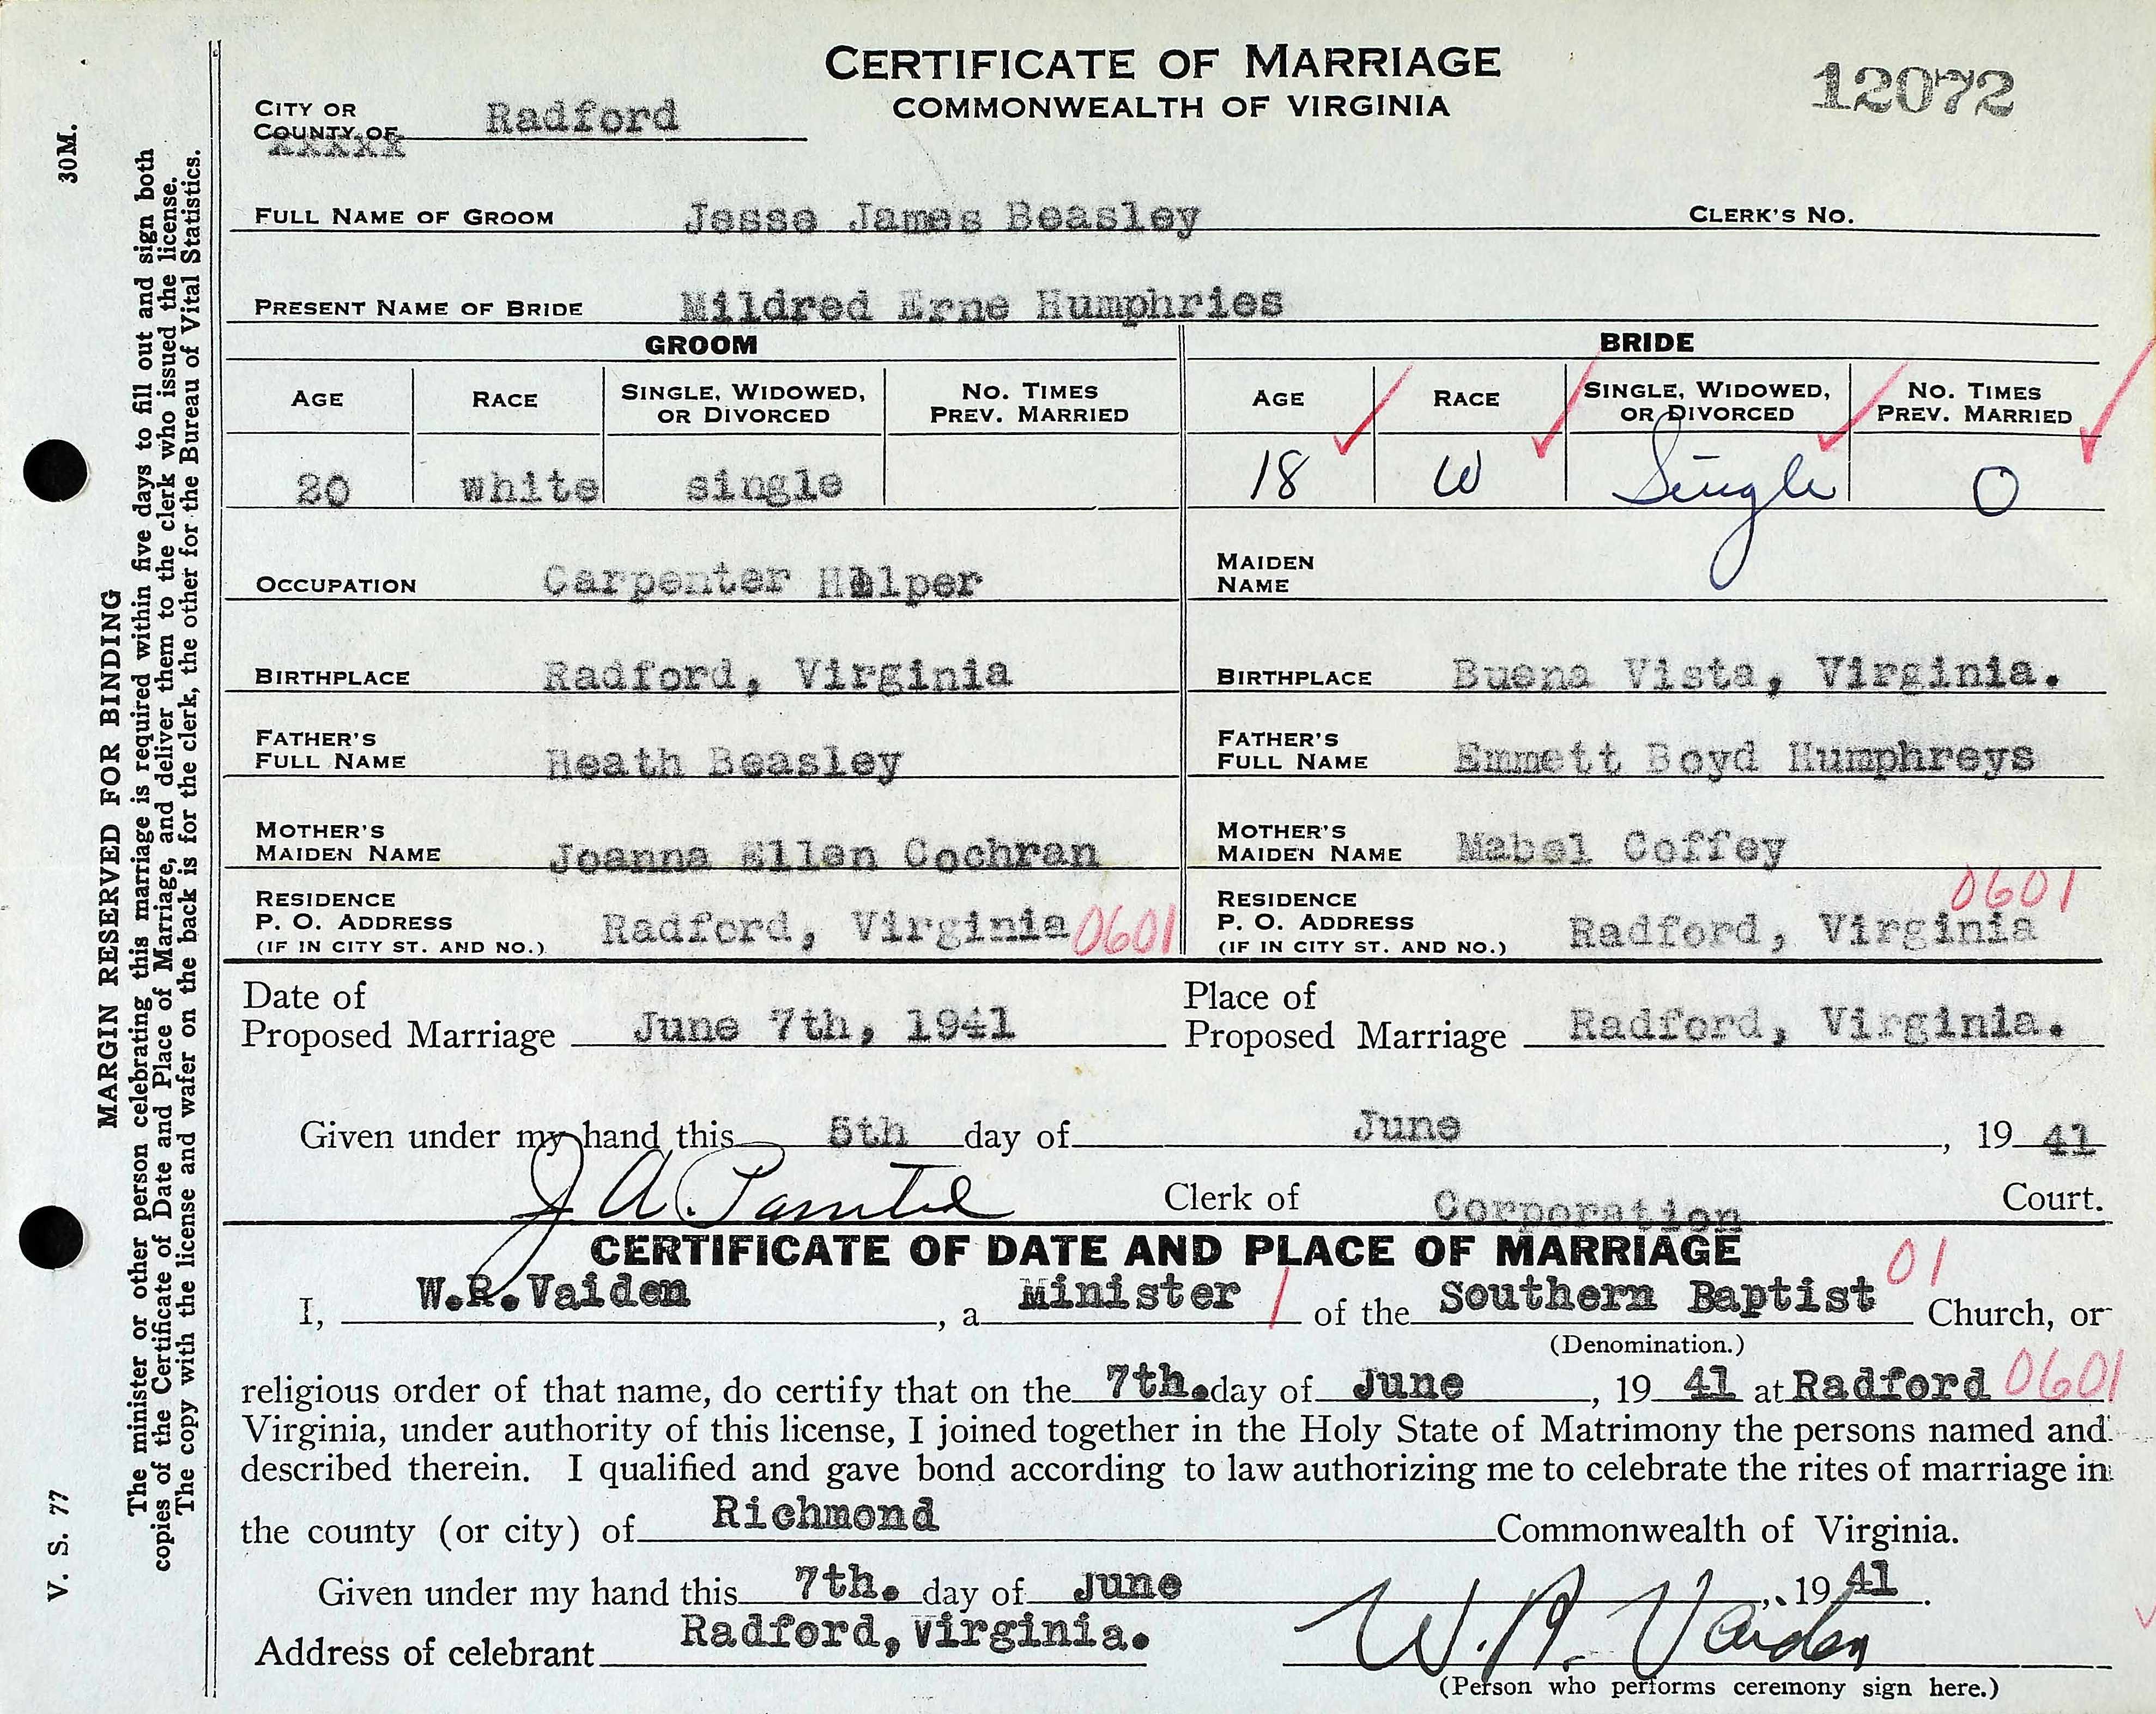 CERTIFICATE OF MARRIAGE
COMMONWEALTH OF VIRGINIA
12072
CITY OR
COUNTY OF Radford
xxxxx
FULL NAME OF GROOM Jesse James Beasley CLERK'S NO.
PRESENT NAME OF BRIDE Mildred Erne Humphries
GROOM BRIDE
AGE RACE SINGLE, WIDOWED, OR DIVORCED NO. TIMES PREV. MARRIED AGE RACE SINGLE, WIDOWED, OR DIVORCED NO. TIMES PREV. MARRIED
20 white single 18 W Single 0
OCCUPATION Carpenter Helper MAIDEN NAME
BIRTHPLACE Radford, Virginia BIRTHPLACE Buena Vista, Virginia.
FATHER'S FULL NAME Heath Beasley FATHER'S FULL NAME Emmett Boyd Humphreys
MOTHER'S MAIDEN NAME Joanna Ellen Cochran MOTHER'S MAIDEN NAME Mabel Coffey
RESIDENCE P. O. ADDRESS (IF IN CITY ST. AND NO.) Radford, Virginia 0601 RESIDENCE P. O. ADDRESS (IF IN CITY ST. AND NO.) Radford, Virginia 0601
Date of Proposed Marriage June 7th, 1941 Place of Proposed Marriage Radford, Virginia.
Given under my hand this 5th day of June, 19 41
J. A. Clerk of Corporation Court.
CERTIFICATE OF DATE AND PLACE OF MARRIAGE
I, W.R.Vaiden, a Minister / of the Southern Baptist 01 Church, or
(Denomination.)
religious order of that name, do certify that on the 7th. day of June, 19 41 at Radford 0601
Virginia, under authority of this license, I joined together in the Holy State of Matrimony the persons named and
described therein. I qualified and gave bond according to law authorizing me to celebrate the rites of marriage in
the county (or city) of Richmond Commonwealth of Virginia.
Given under my hand this 7th. day of June, 19 41.
Address of celebrant Radford,Virginia. W. R. Vaiden
(Person who performs ceremony sign here.)
V. S. 77 30M.
MARGIN RESERVED FOR BINDING
The minister or other person celebrating this marriage is required within five days to fill out and sign both
copies of the Certificate of Date and Place of Marriage, and deliver them to the clerk who issued the license.
The copy with the license and wafer on the back is for the clerk, the other for the Bureau of Vital Statistics.